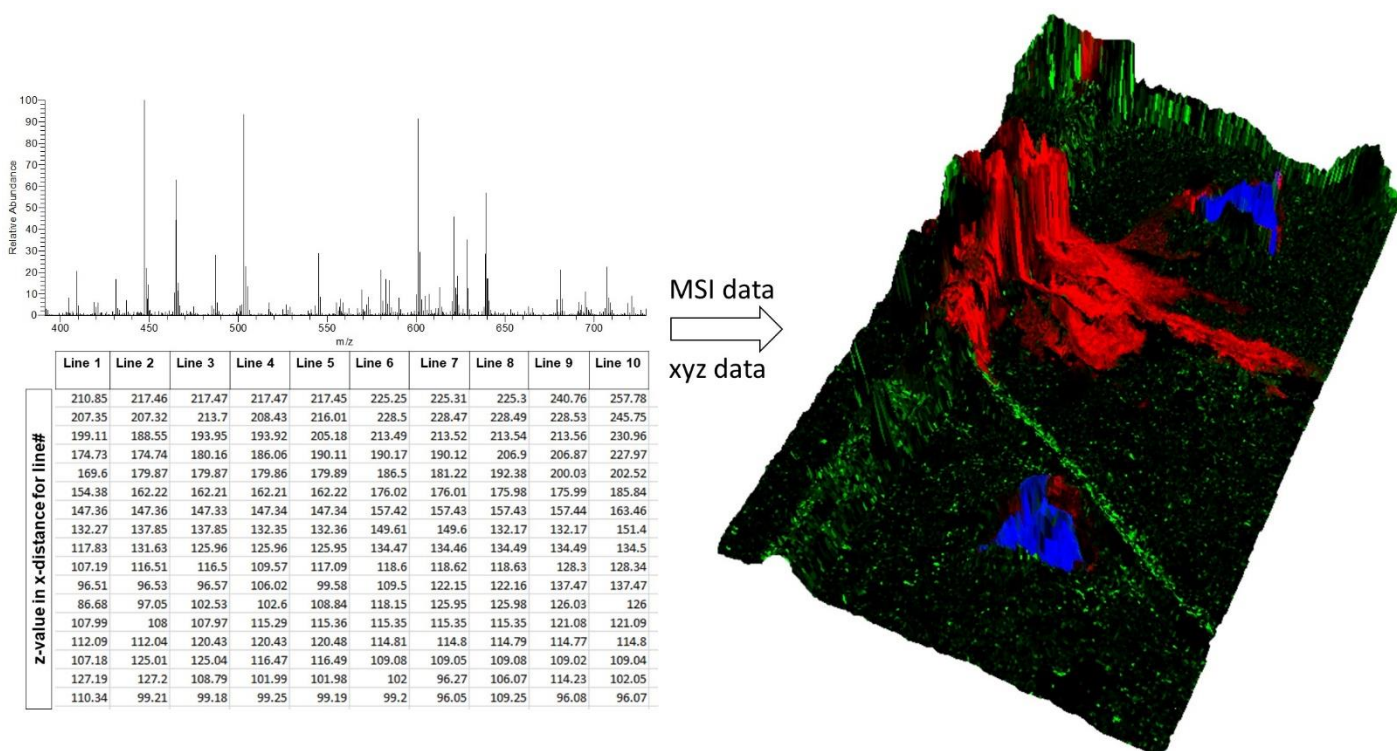 100
90
80
70
60
50
40
30
20
10
0
Relative Abundance
400 450 500 550 600 650 700
m/z
MSI data
xyz data
Line 1 Line 2 Line 3 Line 4 Line 5 Line 6 Line 7 Line 8 Line 9 Line 10
z-value in x-distance for line#
210.85 217.46 217.47 217.47 217.45 225.25 225.31 225.3 240.76 257.78
207.35 207.32 213.7 208.43 216.01 228.5 228.47 228.49 228.53 245.75
199.11 188.55 193.95 193.92 205.18 213.49 213.52 213.54 213.56 230.96
174.73 174.74 180.16 186.06 190.11 190.17 190.12 206.9 206.87 227.97
169.6 179.87 179.87 179.86 179.89 186.5 181.22 192.38 200.03 202.52
154.38 162.22 162.21 162.21 162.22 176.02 176.01 175.98 175.99 185.84
147.36 147.36 147.33 147.34 147.34 157.42 157.43 157.43 157.44 163.46
132.27 137.85 137.85 132.35 132.36 149.61 149.6 132.17 132.17 151.4
117.83 131.63 125.96 125.96 125.95 134.47 134.46 134.49 134.49 134.5
107.19 116.51 116.5 109.57 117.09 118.6 118.62 118.63 128.3 128.34
96.51 96.53 96.57 106.02 99.58 109.5 122.15 122.16 137.47 137.47
86.68 97.05 102.53 102.6 108.84 118.15 125.95 125.98 126.03 126
107.99 108 107.97 115.29 115.36 115.35 115.35 115.35 121.08 121.09
112.09 112.04 120.43 120.43 120.48 114.81 114.8 114.79 114.77 114.8
107.18 125.01 125.04 116.47 116.49 109.08 109.05 109.08 109.02 109.04
127.19 127.2 108.79 101.99 101.98 102 96.27 106.07 114.23 102.05
110.34 99.21 99.18 99.25 99.19 99.2 96.05 109.25 96.08 96.07